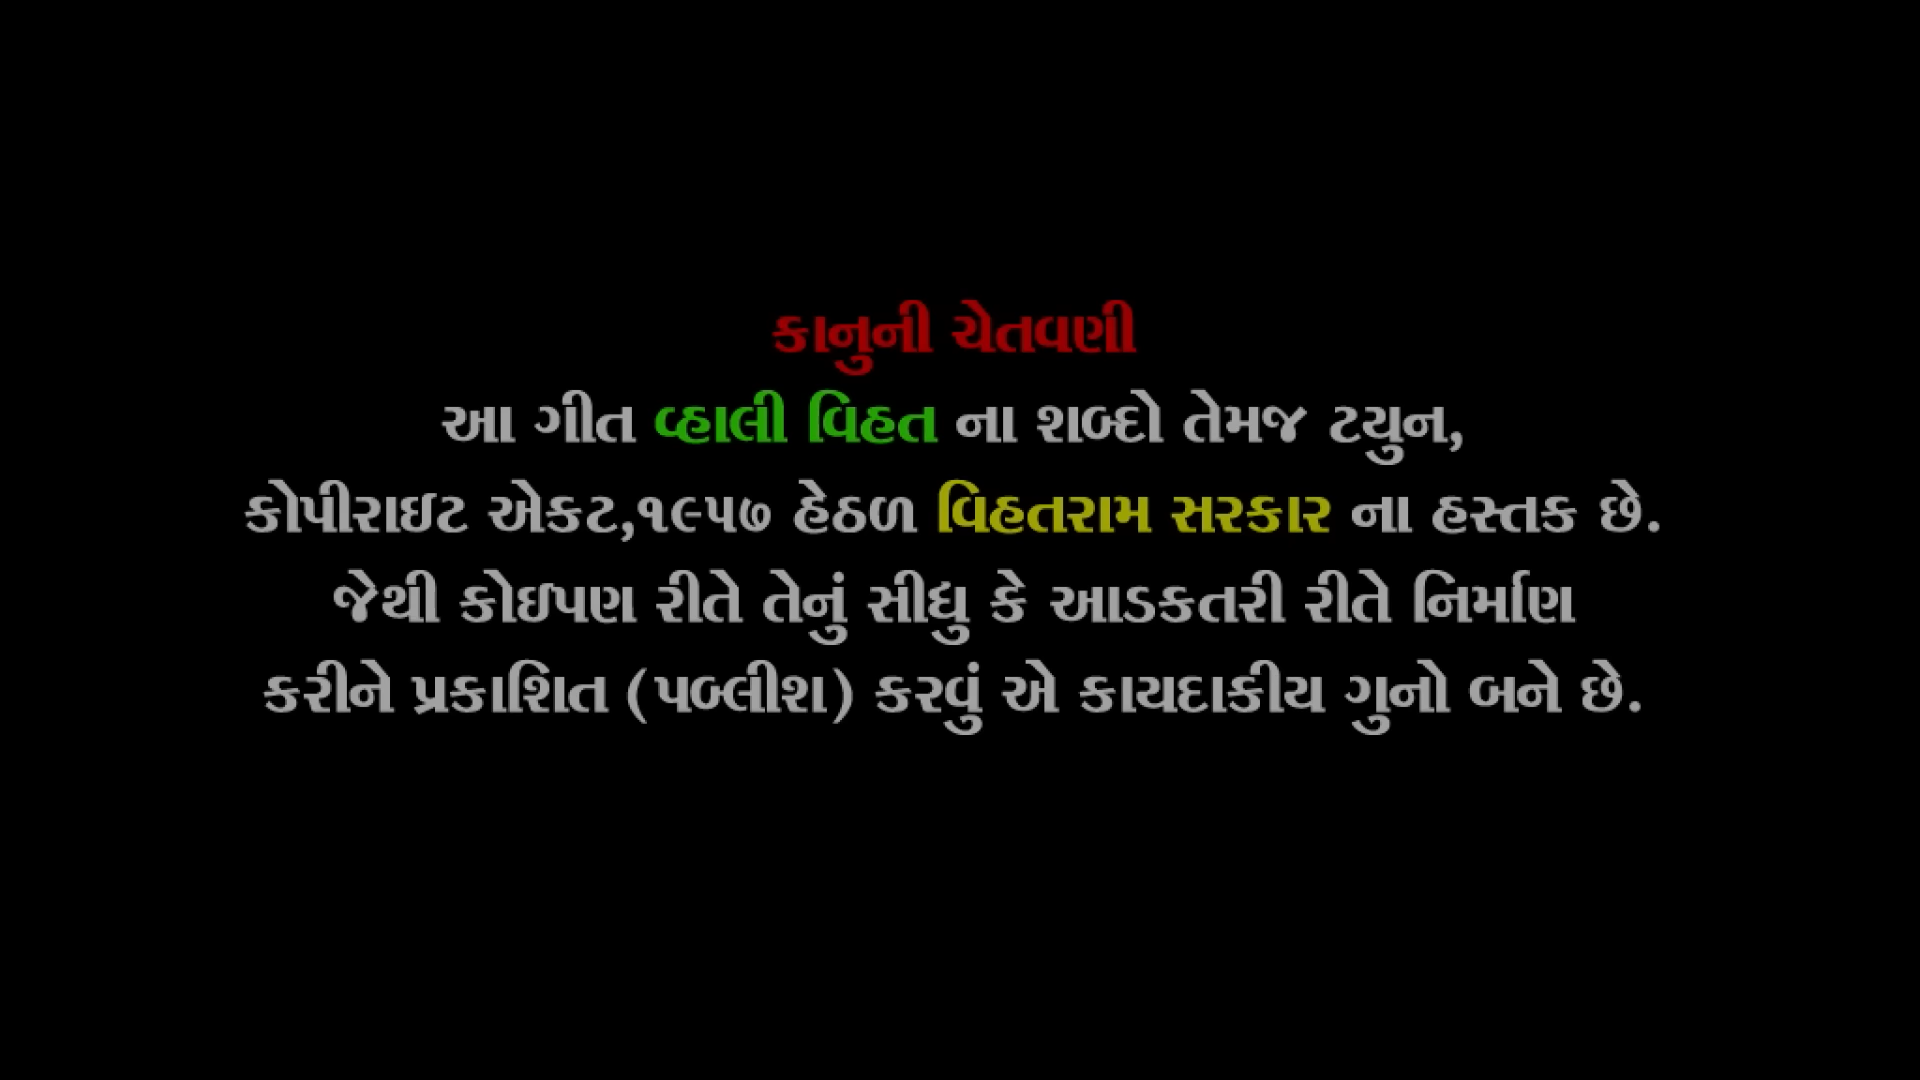 કાનુની ચેતવણી
આ ગીત વ્હાલી વિહત ના શબ્દો તેમજ ટયુન,
કોપીરાઇટ એકટ,૧૯૫૭ હેઠળ વિહતરામ સરકાર ના હસ્તક છે.
જેથી કોઇપણ રીતે તેનું સીધુ કે આડકતરી રીતે નિર્માણ
કરીને પ્રકાશિત (પબ્લીશ) કરવું એ કાયદાકીય ગુનો બને છે.